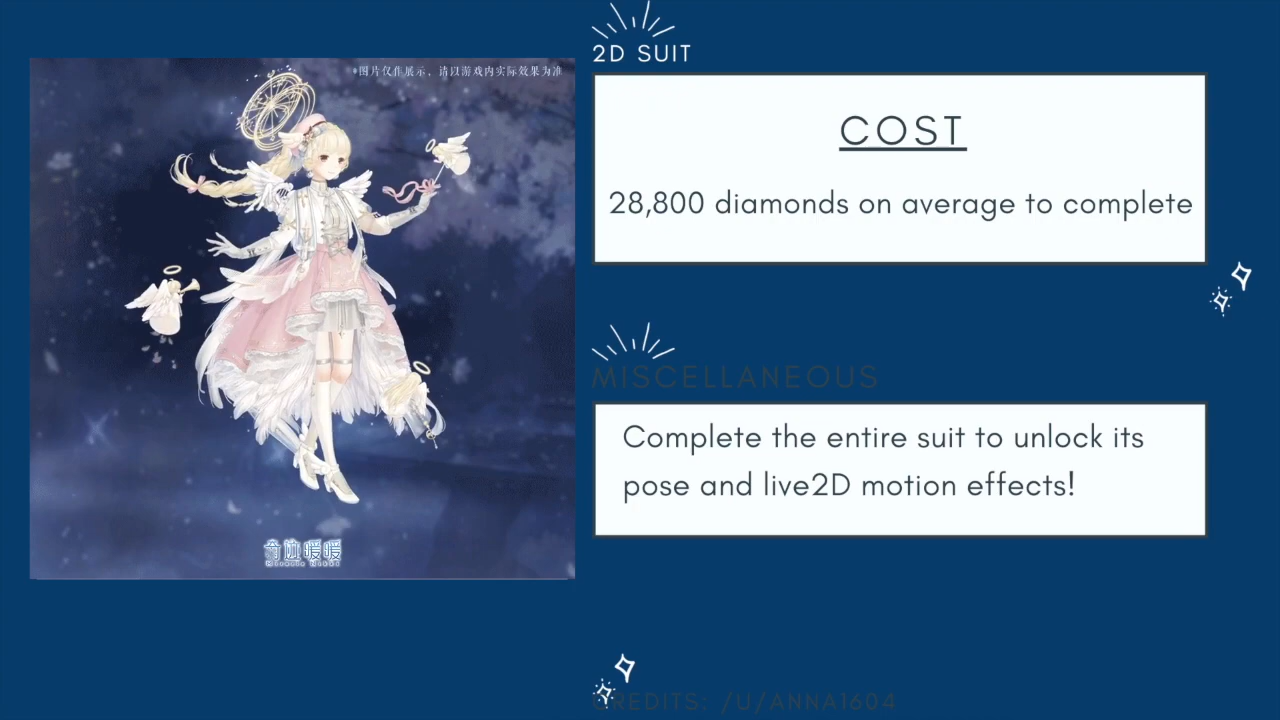 *图片仅作展示、请以游戏内实际效果为准
奇迹暖暖
2D SUIT
COST
28,800 diamonds on average to complete
MISCELLANEOUS
Complete the entire suit to unlock its
pose and live2D motion effects!
CREDITS: /U/ANNA1604